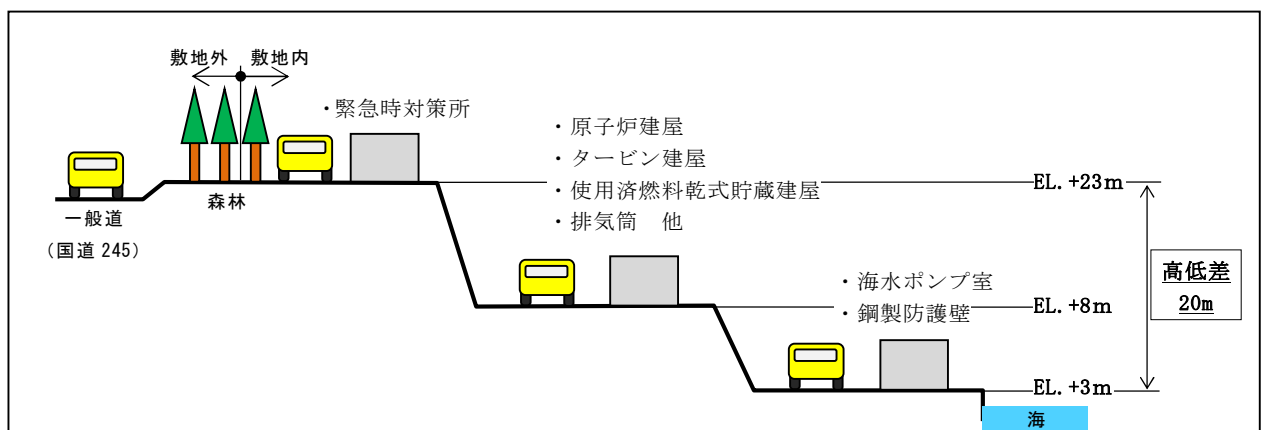 敷地外 敷地内
・緊急時対策所
・原子炉建屋
・タービン建屋
・使用済燃料乾式貯蔵建屋
・排気筒　他
EL. +23m
森林
一般道
(国道 245)
・海水ポンプ室
・鋼製防護壁
EL. +8m
高低差
20m
EL. +3m
海